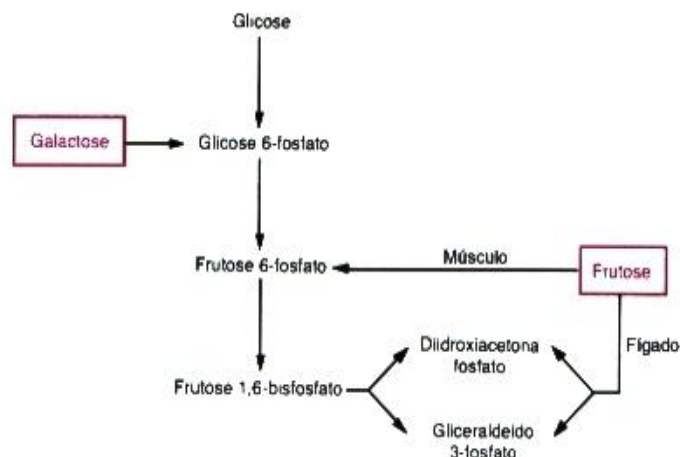 Glicose
Galactose
Glicose 6-fosfato
Frutose 6-fosfato
Músculo
Frutose
Fígado
Diidroxiacetona
fosfato
Frutose 1,6-bisfosfato
Gliceraldeido
3-fosfato